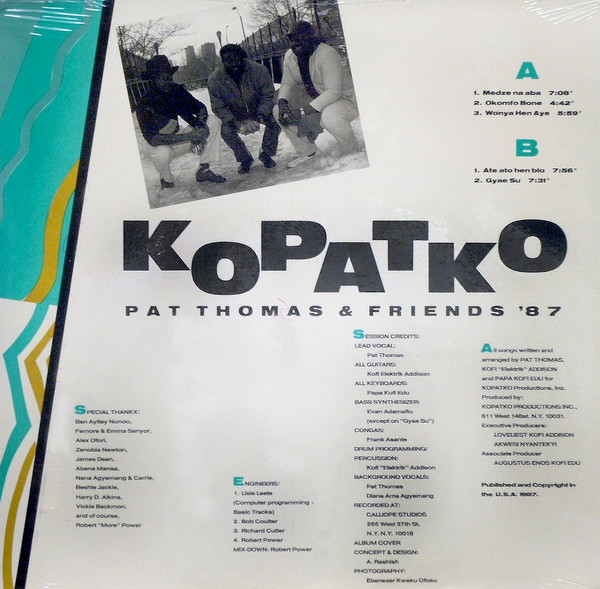 A
1. Medze na aba 7:08"
2. Okomfo Bone 4:42"
3. Wonya Hen Aye 5:59"
B
1. Afe ato hen bio 7:56"
2. Gyae Su 7:31"
KOPATKO
PAT THOMAS & FRIENDS '87
SPECIAL THANKX:
Ben Ayttey Nunoo,
Fernore & Emma Sanyor,
Alex Ofori,
Zenobia Newton,
James Dean,
Abena Mansa,
Nana Agyemang & Carrie,
Beshie Jackie,
Harry D. Aikins,
Vickie Backmon,
and of course,
Robert "More" Power
ENGINEERS:
1. Lisle Leete
(Computer programming -
Basic Tracks)
2. Bob Coulter
3. Richard Cutler
4. Robert Power
MIX-DOWN: Robert Power
SESSION CREDITS:
LEAD VOCAL:
Pat Thomas
ALL GUITARS:
Kofi Elektrik Addison
ALL KEYBOARDS:
Papa Kofi Edu
BASS SYNTHESIZER:
Evan Adamafio
(except on "Gyae Su")
CONGAS:
Frank Asante
DRUM PROGRAMMING/
PERCUSSION:
Kofi "Elektrik" Addison
BACKGROUND VOCALS:
Pat Thomas
Diana Ama Agyemang
RECORDED AT:
CALLIOPE STUDIOS
265 West 37th St.
N.Y. N.Y. 10018
ALBUM COVER
CONCEPT & DESIGN:
A. Rashish
PHOTOGRAPHY:
Ebenezer Kweku Ofosu
All songs written and
arranged by PAT THOMAS,
KOFI "Elektrik" ADDISON
and PAPA KOFI EDU for
KOPATKO Productions, Inc.
Produced by:
KOPATKO PRODUCTIONS INC.,
611 West 148st. N.Y. 10031.
Executive Producers:
LOVELIEST KOFI ADDISON
AKWESI NYANTEKYI
Associate Producer
AUGUSTUS ENOS KOFI EDU
Published and Copyright in
the U.S.A. 1987.